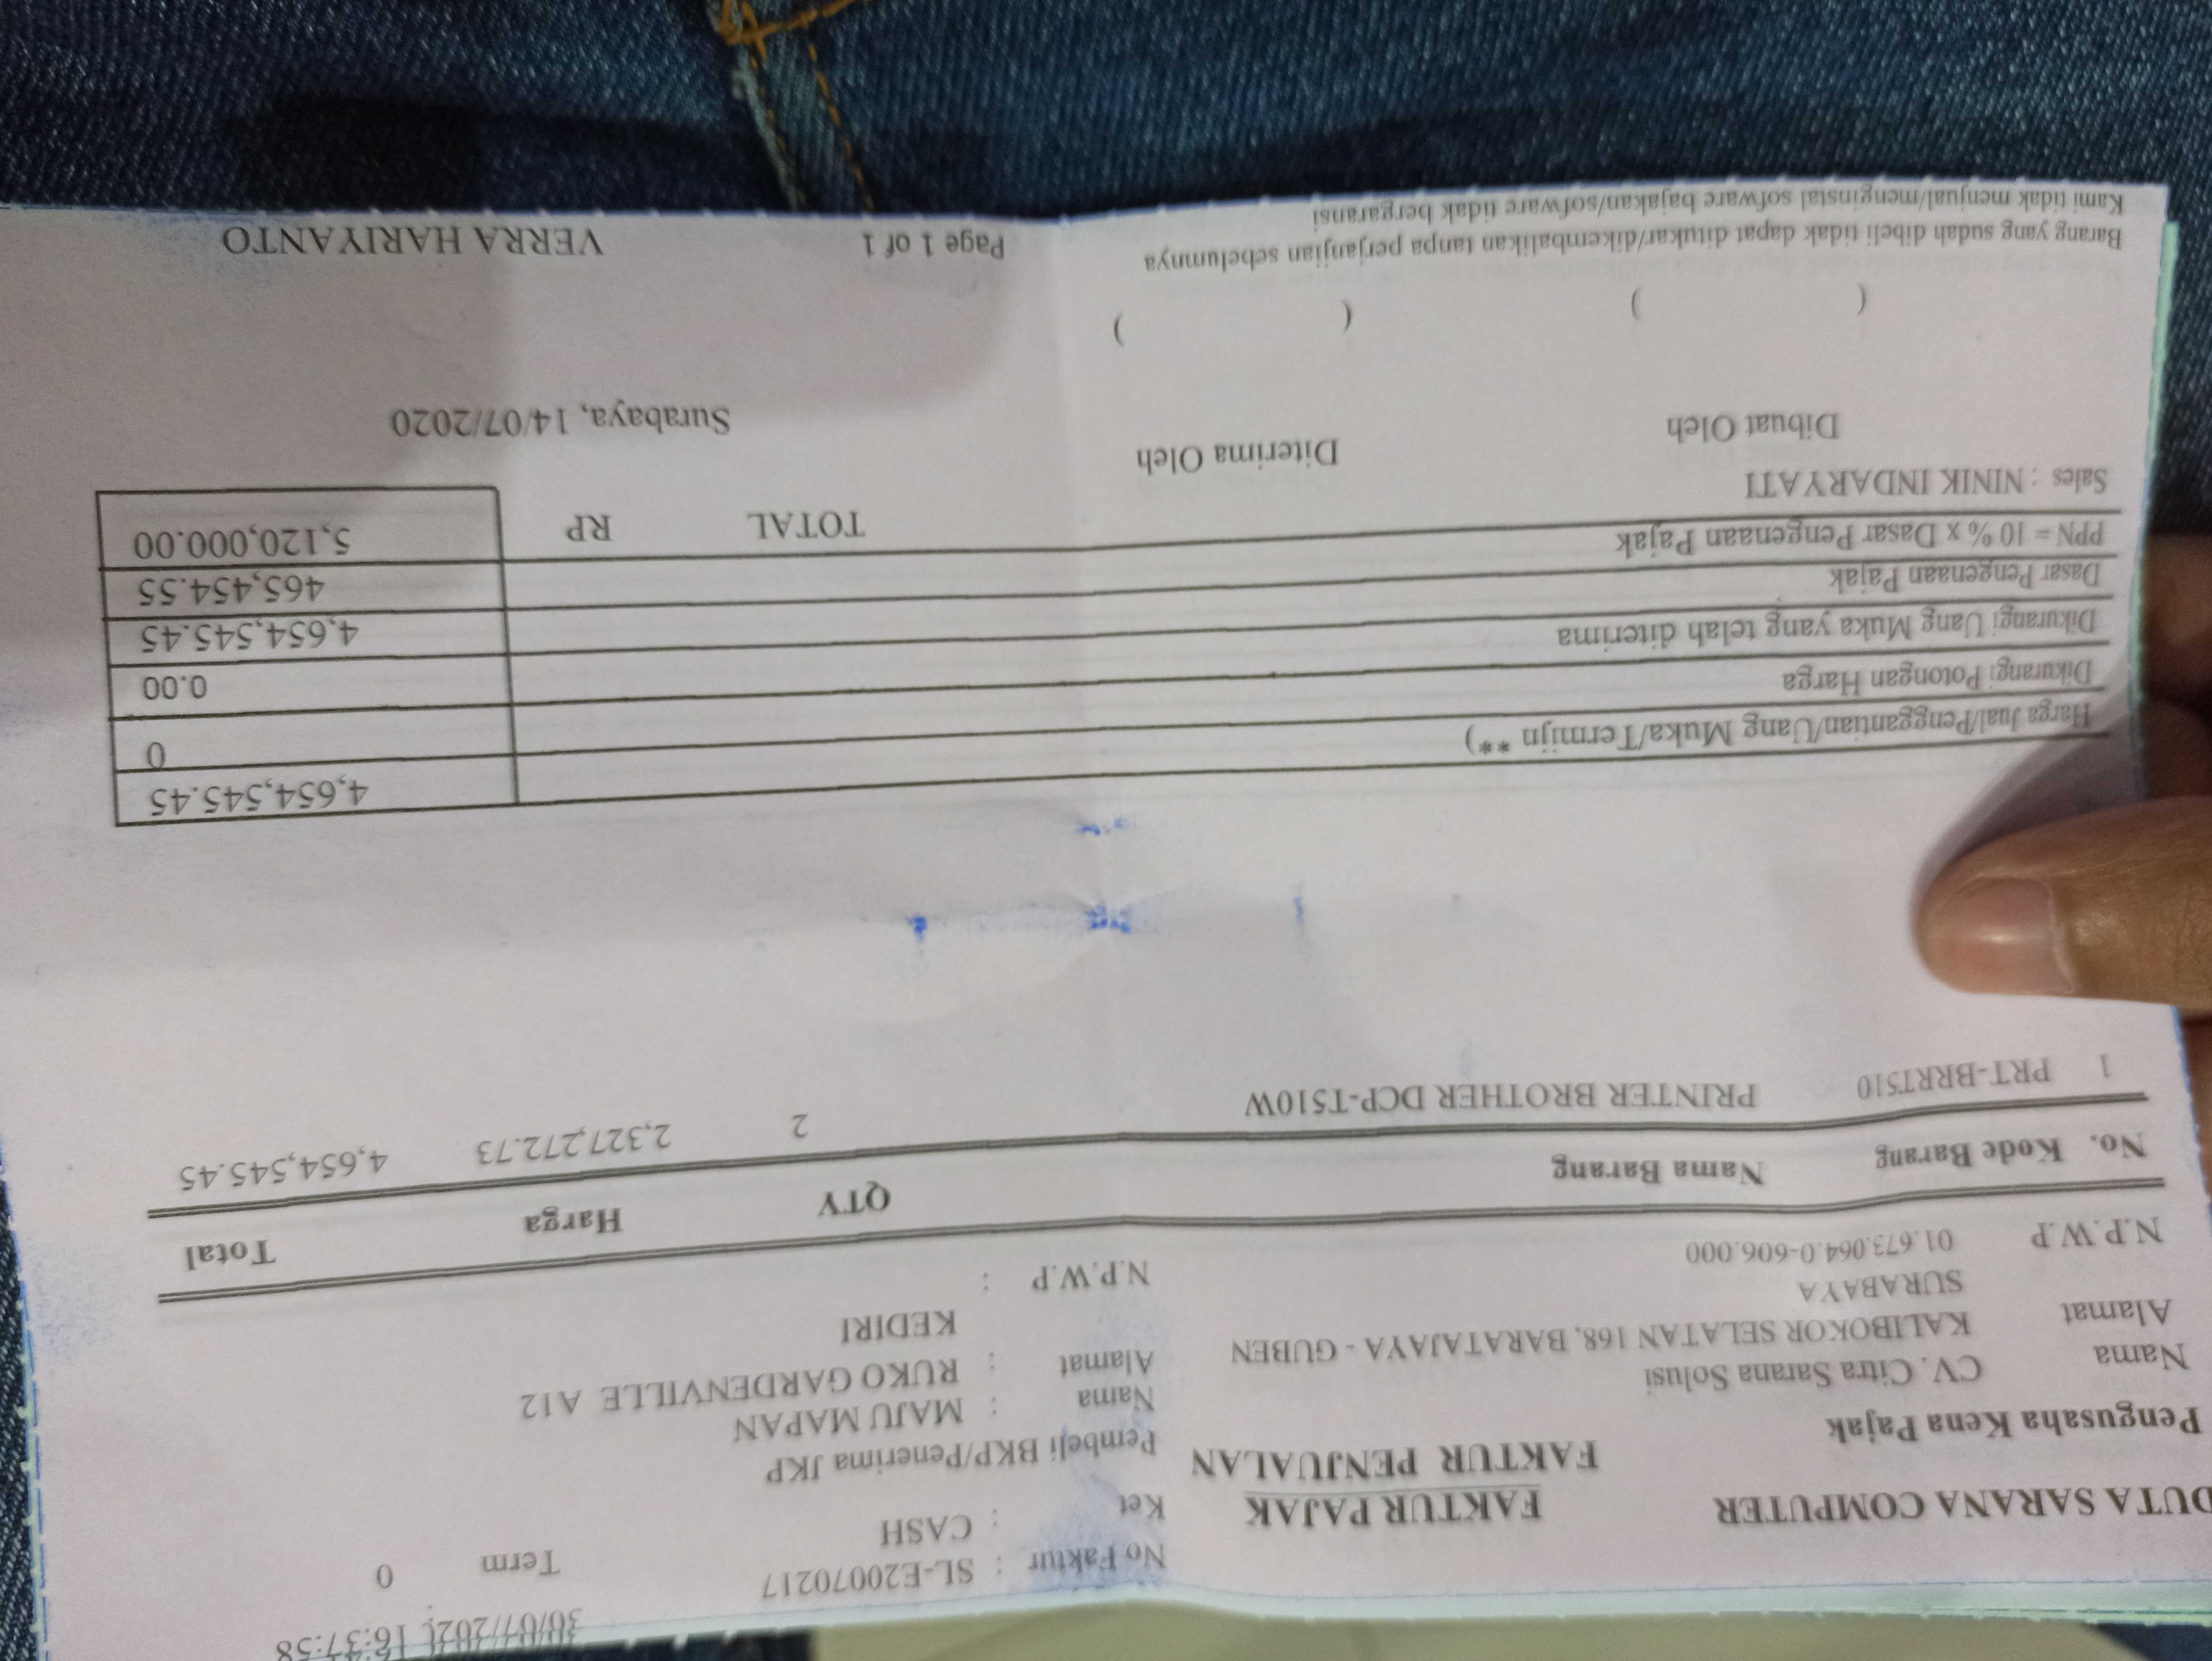 30/07/2020 16:37:58
No Faktur : SL-E20070217 Term 0
DUTA SARANA COMPUTER FAKTUR PAJAK Ket : CASH
FAKTUR PENJUALAN
Pengusaha Kena Pajak Pembeli BKP/Penerima JKP
Nama CV. Citra Sarana Solusi Nama : MAJU MAPAN
Alamat KALIBOKOR SELATAN 168, BARATAJAYA - GUBEN Alamat : RUKO GARDENVILLE A12
SURABAYA KEDIRI
N.P.W.P 01.673.064.0-606.000 N.P.W.P :
No. Kode Barang Nama Barang QTY Harga Total
1 PRT-BRRT510 PRINTER BROTHER DCP-T510W 2 2,327,272.73 4,654,545.45
Harga Jual/Penggantian/Uang Muka/Termijn **) 4,654,545.45
Dikurangi Potongan Harga 0
Dikurangi Uang Muka yang telah diterima 0.00
Dasar Pengenaan Pajak 4,654,545.45
PPN = 10 % x Dasar Pengenaan Pajak 465,454.55
TOTAL RP 5,120,000.00
Sales : NINIK INDARYATI
Dibuat Oleh Diterima Oleh Surabaya, 14/07/2020
( ) ( )
Barang yang sudah dibeli tidak dapat ditukar/dikembalikan tanpa perjanjian sebelumnya Page 1 of 1 VERRA HARIYANTO
Kami tidak menjual/menginstal sofware bajakan/sofware tidak bergaransi